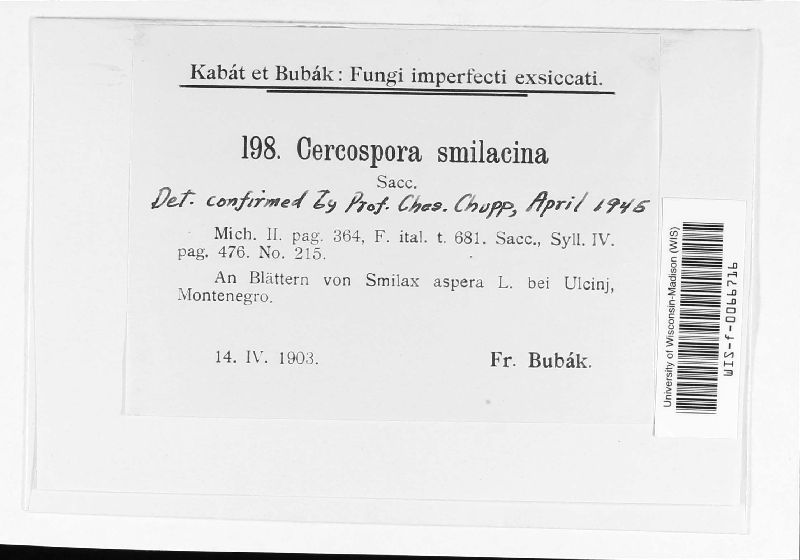 Kabát et Bubák: Fungi imperfecti exsiccati.
198. Cercospora smilacina
Sacc.
Det. confirmed by Prof. Chas. Chupp, April 1945
Mich. II. pag. 364, F. ital. t. 681. Sacc., Syll. IV.
pag. 476. No. 215.
An Blättern von Smilax aspera L. bei Ulcinj,
Montenegro.
14. IV. 1903.
Fr. Bubák.
University of Wisconsin-Madison (WIS)
WIS-f-0066716